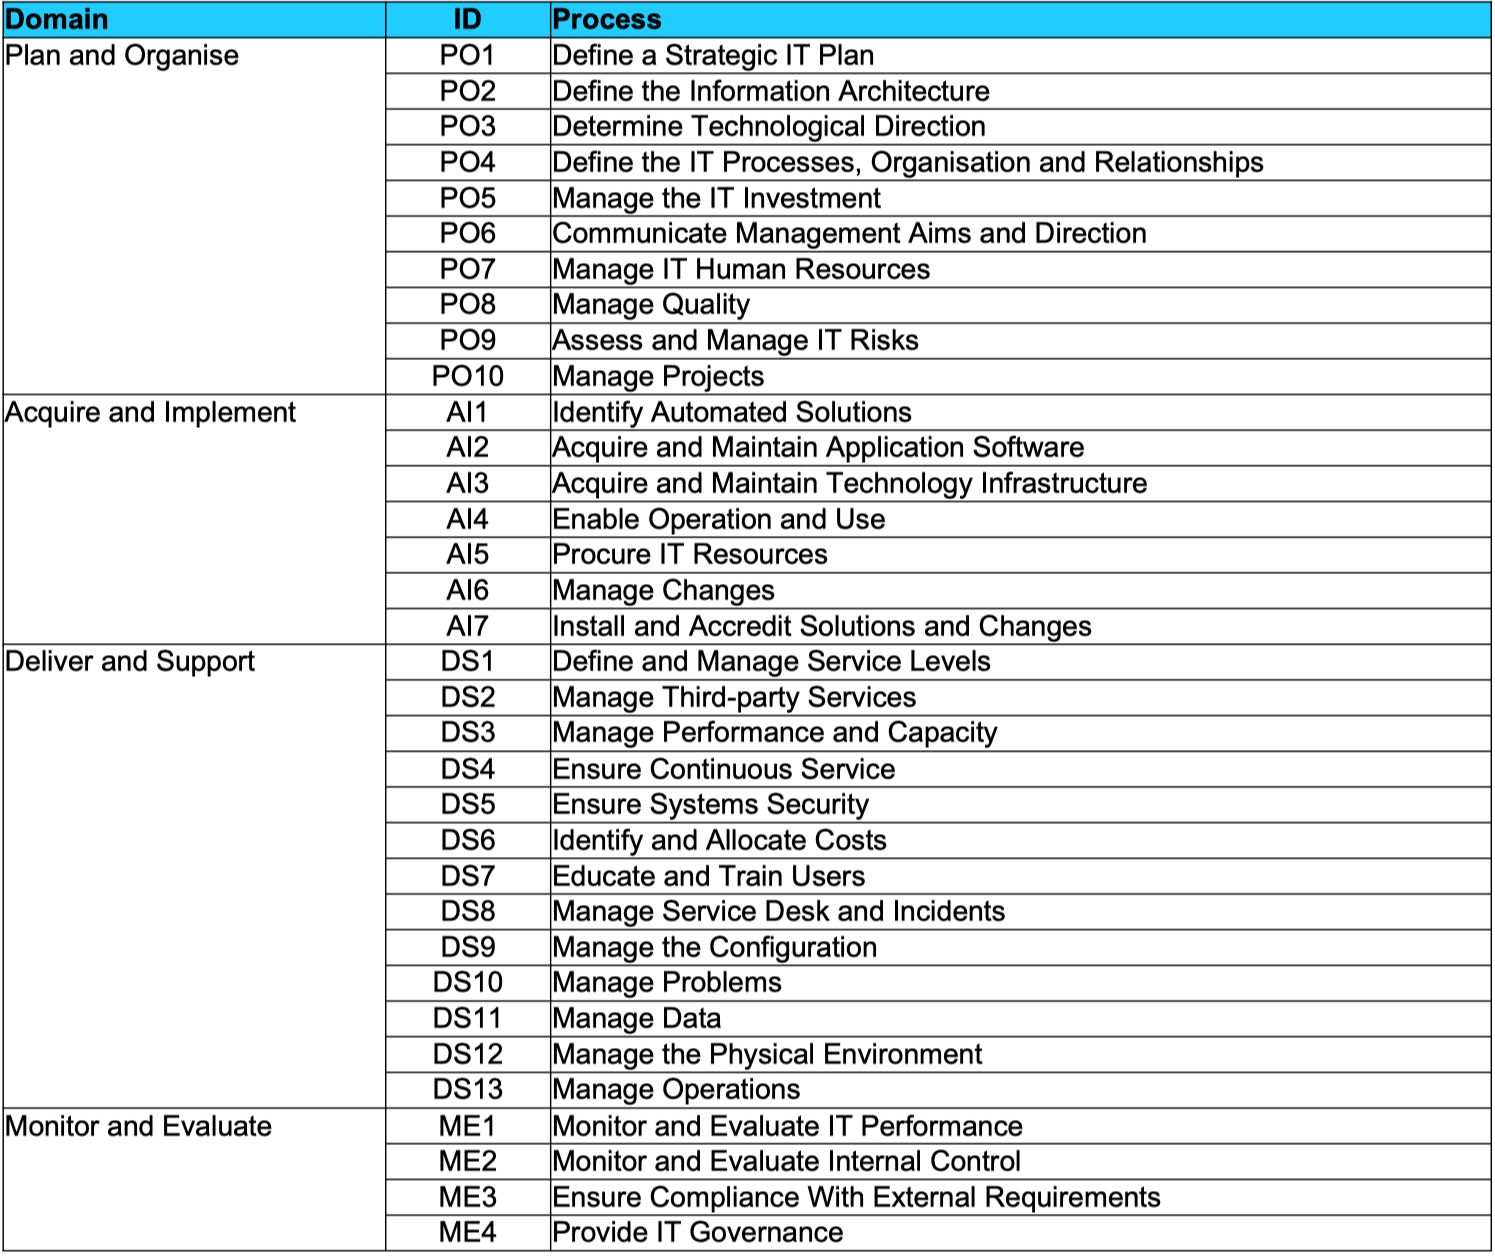 Domain ID Process
Plan and Organise PO1 Define a Strategic IT Plan
PO2 Define the Information Architecture
PO3 Determine Technological Direction
PO4 Define the IT Processes, Organisation and Relationships
PO5 Manage the IT Investment
PO6 Communicate Management Aims and Direction
PO7 Manage IT Human Resources
PO8 Manage Quality
PO9 Assess and Manage IT Risks
PO10 Manage Projects
Acquire and Implement AI1 Identify Automated Solutions
AI2 Acquire and Maintain Application Software
AI3 Acquire and Maintain Technology Infrastructure
AI4 Enable Operation and Use
AI5 Procure IT Resources
AI6 Manage Changes
AI7 Install and Accredit Solutions and Changes
Deliver and Support DS1 Define and Manage Service Levels
DS2 Manage Third-party Services
DS3 Manage Performance and Capacity
DS4 Ensure Continuous Service
DS5 Ensure Systems Security
DS6 Identify and Allocate Costs
DS7 Educate and Train Users
DS8 Manage Service Desk and Incidents
DS9 Manage the Configuration
DS10 Manage Problems
DS11 Manage Data
DS12 Manage the Physical Environment
DS13 Manage Operations
Monitor and Evaluate ME1 Monitor and Evaluate IT Performance
ME2 Monitor and Evaluate Internal Control
ME3 Ensure Compliance With External Requirements
ME4 Provide IT Governance